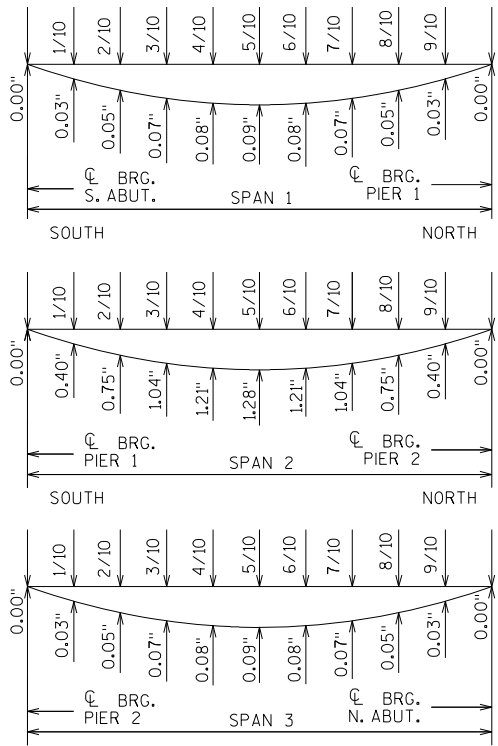 1/10 2/10 3/10 4/10 5/10 6/10 7/10 8/10 9/10
0.00" 0.03" 0.05" 0.07" 0.08" 0.09" 0.08" 0.07" 0.05" 0.03" 0.00"
℄ BRG. ℄ BRG.
S. ABUT. SPAN 1 PIER 1
SOUTH NORTH
1/10 2/10 3/10 4/10 5/10 6/10 7/10 8/10 9/10
0.00" 0.40" 0.75" 1.04" 1.21" 1.28" 1.21" 1.04" 0.75" 0.40" 0.00"
℄ BRG. ℄ BRG.
PIER 1 SPAN 2 PIER 2
SOUTH NORTH
1/10 2/10 3/10 4/10 5/10 6/10 7/10 8/10 9/10
0.00" 0.03" 0.05" 0.07" 0.08" 0.09" 0.08" 0.07" 0.05" 0.03" 0.00"
℄ BRG. ℄ BRG.
PIER 2 SPAN 3 N. ABUT.